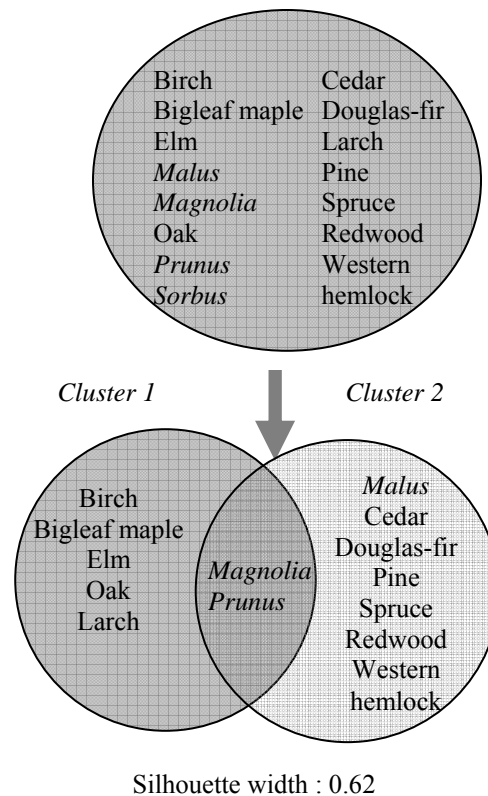 Birch
Bigleaf maple
Elm
Malus
Magnolia
Oak
Prunus
Sorbus
Cedar
Douglas-fir
Larch
Pine
Spruce
Redwood
Western
hemlock
Cluster 1
Cluster 2
Birch
Bigleaf maple
Elm
Oak
Larch
Magnolia
Prunus
Malus
Cedar
Douglas-fir
Pine
Spruce
Redwood
Western
hemlock
Silhouette width : 0.62